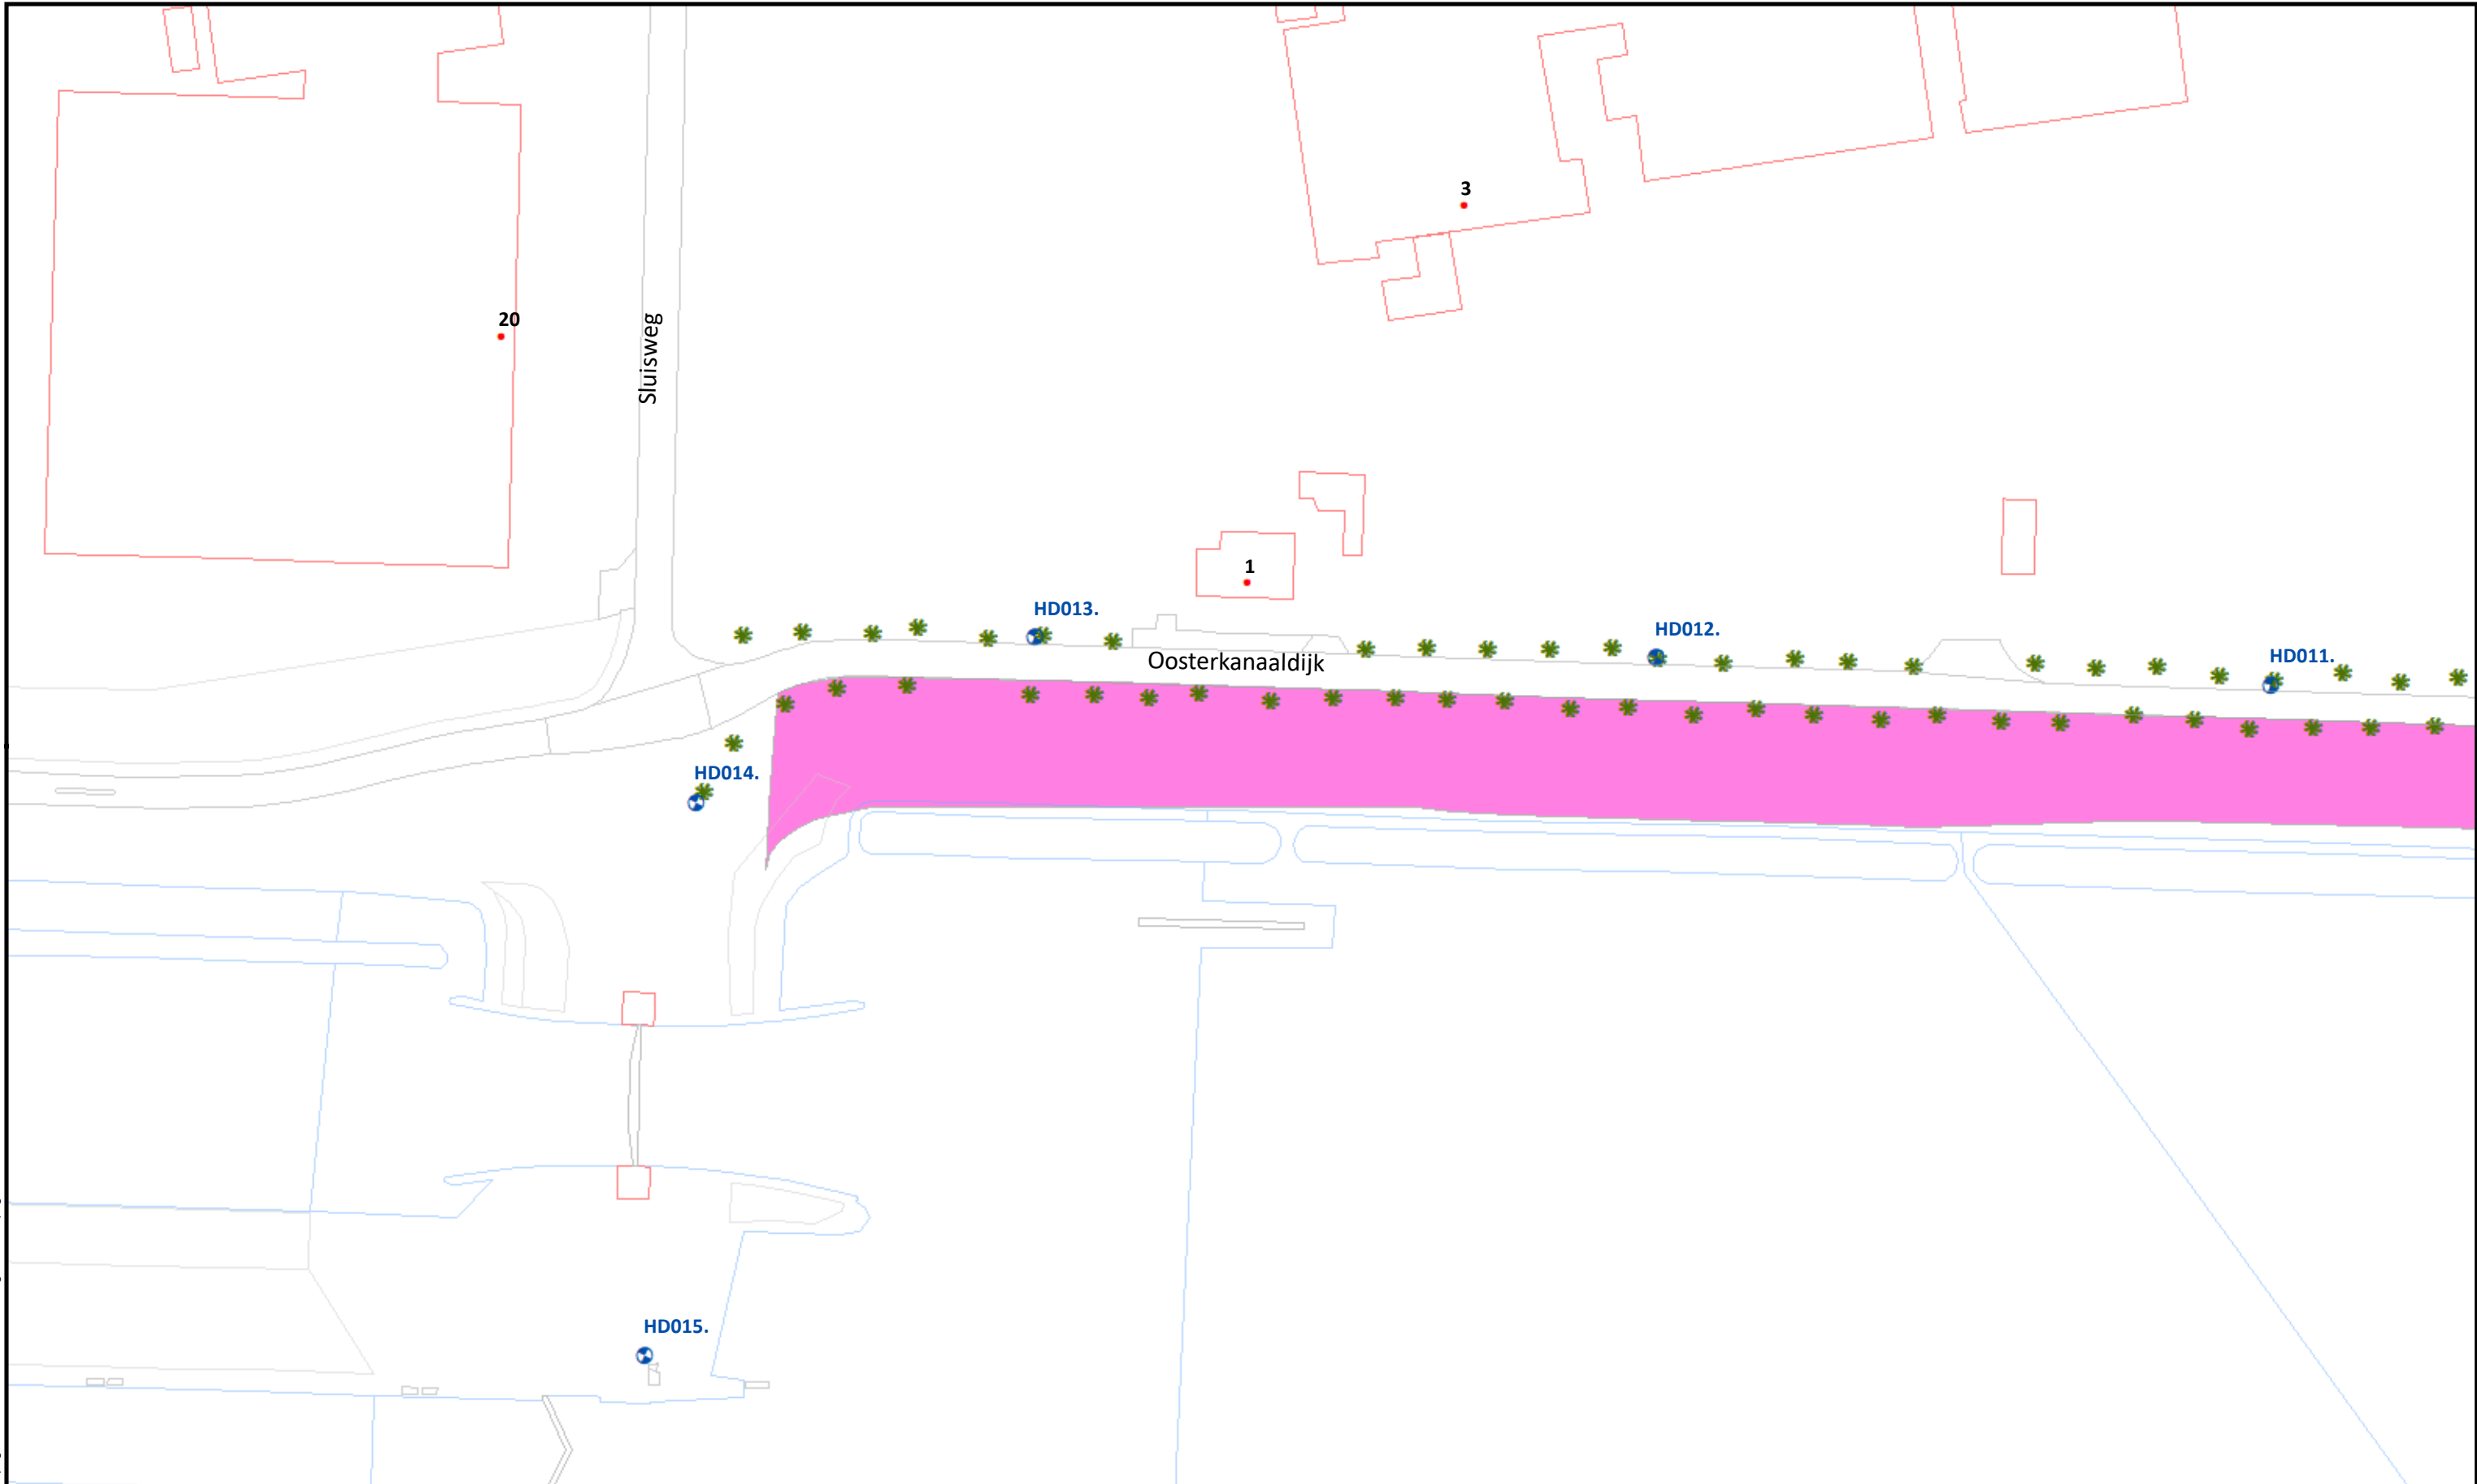 3
20
Sluisweg
1
HD013.
HD012.
HD011.
Oosterkanaaldijk
HD014.
HD015.